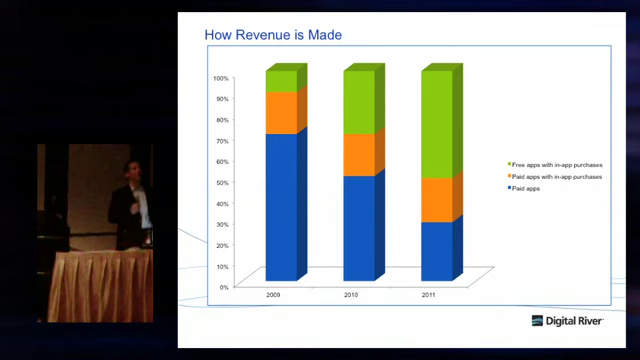 How Revenue is Made
100%
90%
80%
70%
60%
50%
40%
30%
20%
10%
0%
2009
2010
2011
Free apps with in-app purchases
Paid apps with in-app purchases
Paid apps
Digital River